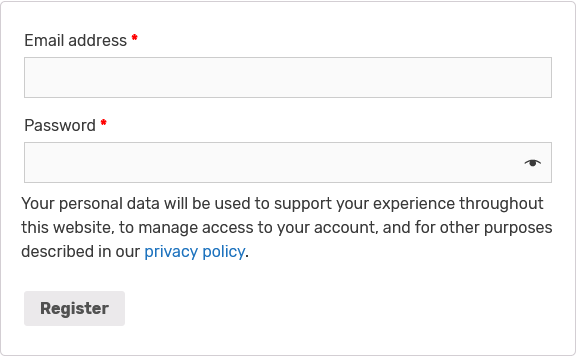 Email address *
Password *
Your personal data will be used to support your experience throughout
this website, to manage access to your account, and for other purposes
described in our privacy policy.
Register